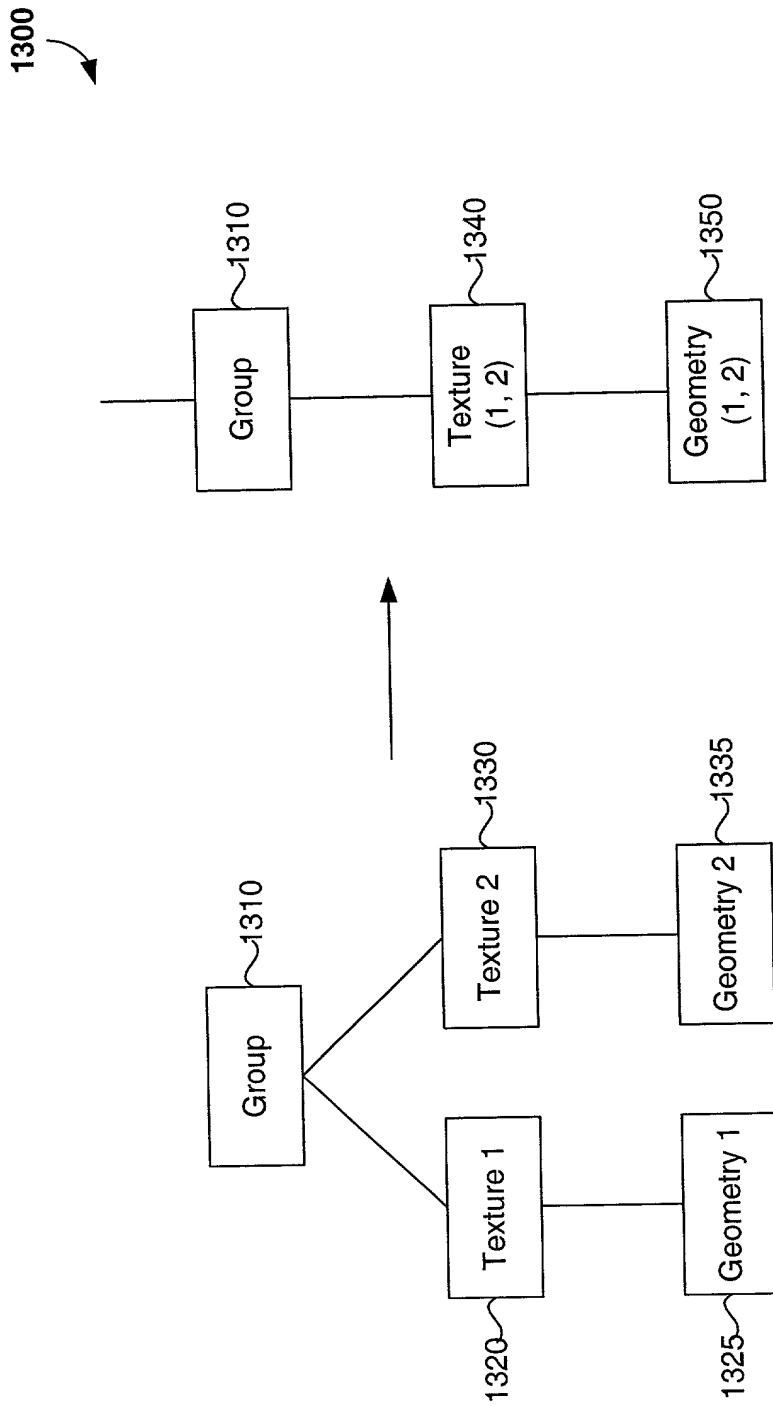 1300
Group
1310
Texture 1
1320
Texture 2
1330
Geometry 1
1325
Geometry 2
1335
Group
1310
Texture
(1, 2)
1340
Geometry
(1, 2)
1350